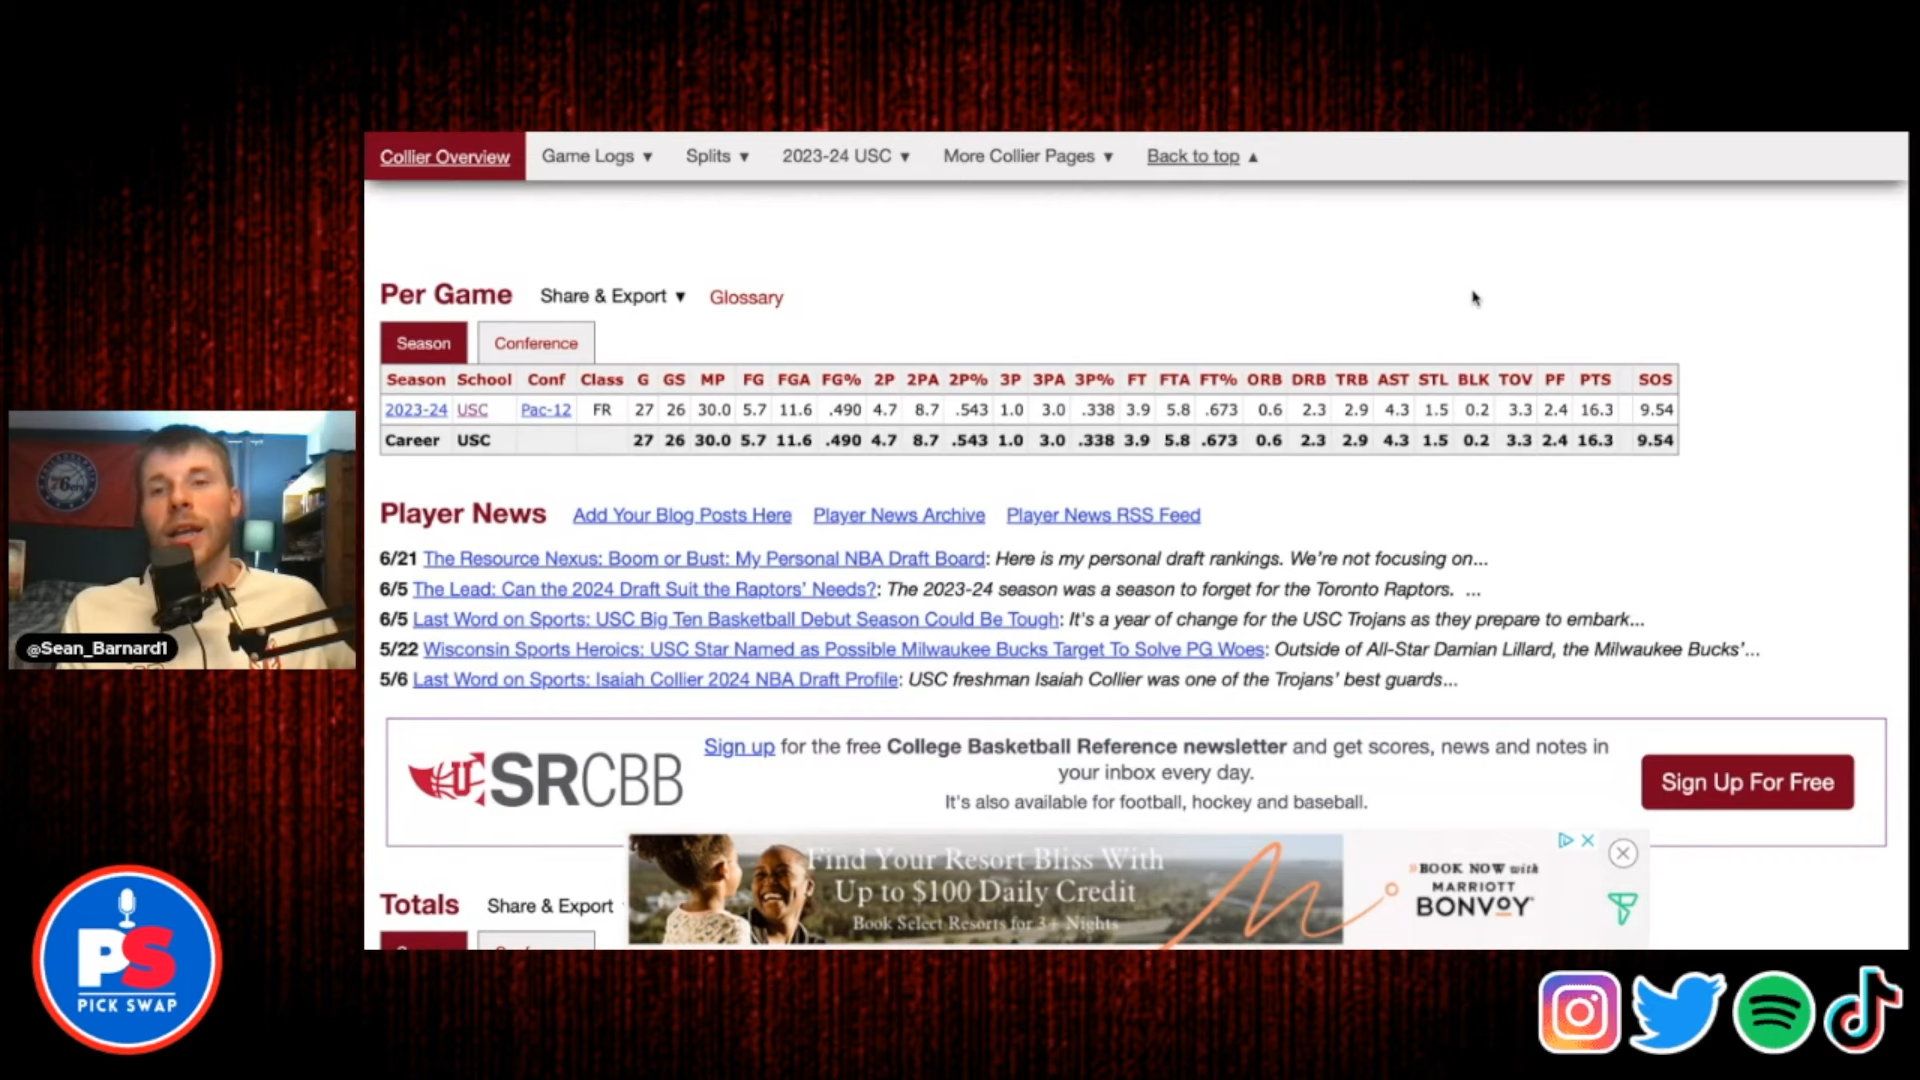 Collier Overview Game Logs ▼ Splits ▼ 2023-24 USC ▼ More Collier Pages ▼ Back to top ▲
Per Game Share & Export ▼ Glossary
Season Conference
Season School Conf Class G GS MP FG FGA FG% 2P 2PA 2P% 3P 3PA 3P% FT FTA FT% ORB DRB TRB AST STL BLK TOV PF PTS SOS
2023-24 USC Pac-12 FR 27 26 30.0 5.7 11.6 .490 4.7 8.7 .543 1.0 3.0 .338 3.9 5.8 .673 0.6 2.3 2.9 4.3 1.5 0.2 3.3 2.4 16.3 9.54
Career USC 27 26 30.0 5.7 11.6 .490 4.7 8.7 .543 1.0 3.0 .338 3.9 5.8 .673 0.6 2.3 2.9 4.3 1.5 0.2 3.3 2.4 16.3 9.54
Player News Add Your Blog Posts Here Player News Archive Player News RSS Feed
6/21 The Resource Nexus: Boom or Bust: My Personal NBA Draft Board: Here is my personal draft rankings. We're not focusing on...
6/5 The Lead: Can the 2024 Draft Suit the Raptors' Needs?: The 2023-24 season was a season to forget for the Toronto Raptors. ...
6/5 Last Word on Sports: USC Big Ten Basketball Debut Season Could Be Tough: It's a year of change for the USC Trojans as they prepare to embark...
5/22 Wisconsin Sports Heroics: USC Star Named as Possible Milwaukee Bucks Target To Solve PG Woes: Outside of All-Star Damian Lillard, the Milwaukee Bucks'...
5/6 Last Word on Sports: Isaiah Collier 2024 NBA Draft Profile: USC freshman Isaiah Collier was one of the Trojans' best guards...
PHILADELPHIA
76ers
@Sean_Barnard1
SRCBB
Sign up for the free College Basketball Reference newsletter and get scores, news and notes in
your inbox every day.
It's also available for football, hockey and baseball.
Sign Up For Free
Find Your Resort Bliss With
Up to $100 Daily Credit
Book Select Resorts for 3+ Nights
BOOK NOW with
MARRIOTT
BONVOY
Totals Share & Export
PS
PICK SWAP